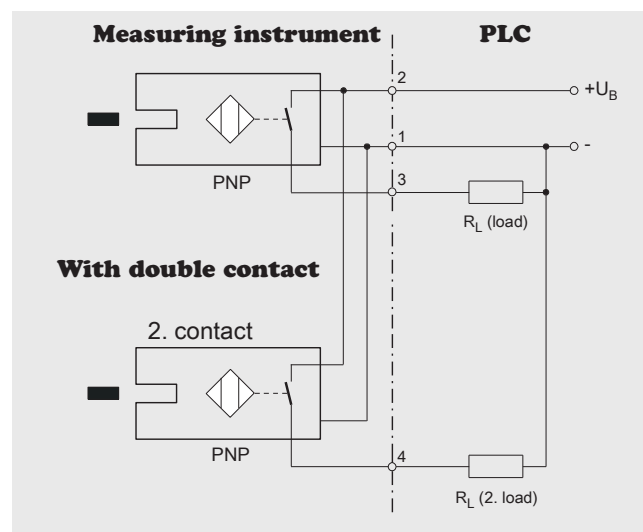 Measuring instrument PLC
2
+U_B
1
-
PNP
3
R_L (load)
With double contact
2. contact
PNP
4
R_L (2. load)